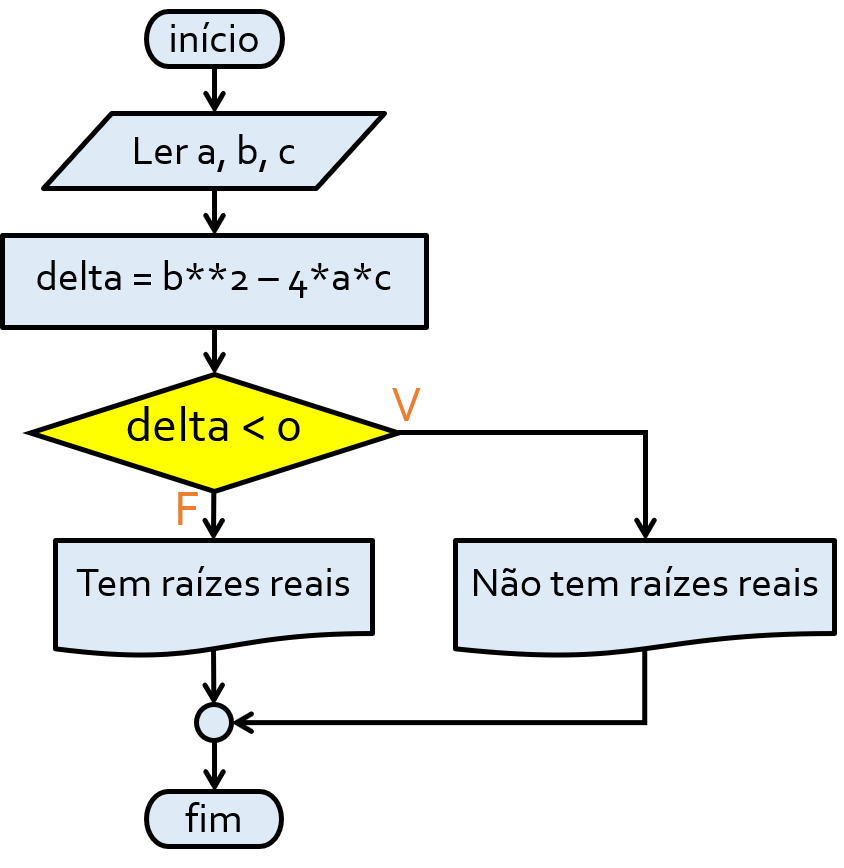 início
Ler a, b, c
delta = b**2 – 4*a*c
delta < 0
V
F
Tem raízes reais
Não tem raízes reais
fim